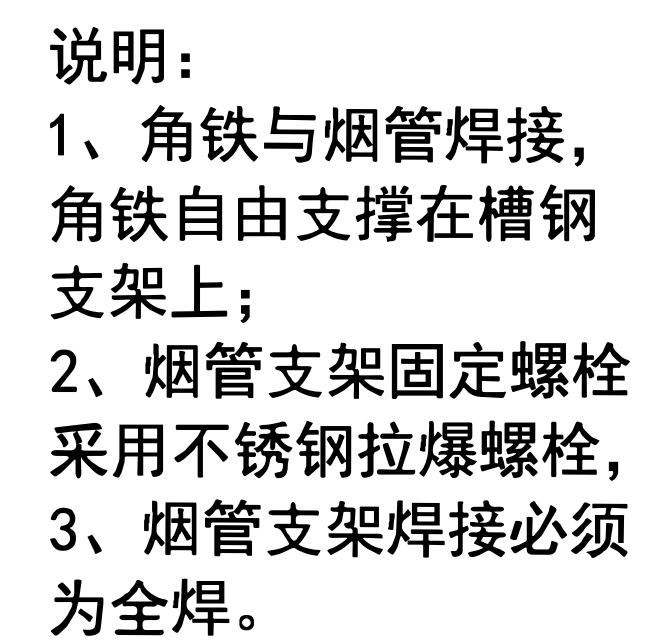 说明：
1、角铁与烟管焊接，
角铁自由支撑在槽钢
支架上；
2、烟管支架固定螺栓
采用不锈钢拉爆螺栓，
3、烟管支架焊接必须
为全焊。